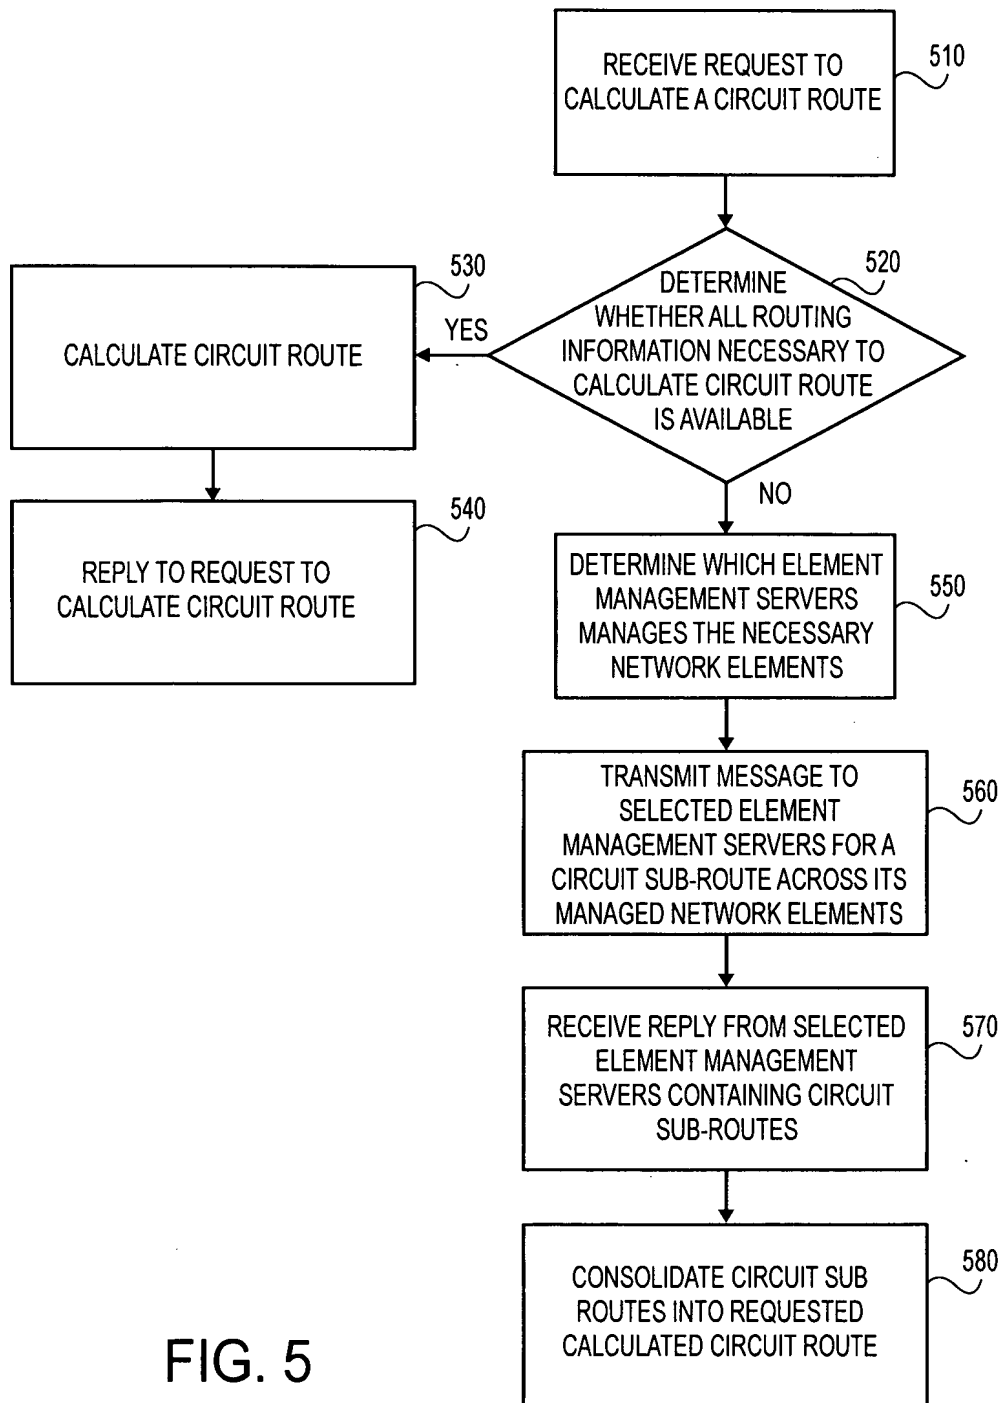 RECEIVE REQUEST TO
CALCULATE A CIRCUIT ROUTE
510
DETERMINE
WHETHER ALL ROUTING
INFORMATION NECESSARY TO
CALCULATE CIRCUIT ROUTE
IS AVAILABLE
520
YES
CALCULATE CIRCUIT ROUTE
530
REPLY TO REQUEST TO
CALCULATE CIRCUIT ROUTE
540
NO
DETERMINE WHICH ELEMENT
MANAGEMENT SERVERS
MANAGES THE NECESSARY
NETWORK ELEMENTS
550
TRANSMIT MESSAGE TO
SELECTED ELEMENT
MANAGEMENT SERVERS FOR A
CIRCUIT SUB-ROUTE ACROSS ITS
MANAGED NETWORK ELEMENTS
560
RECEIVE REPLY FROM SELECTED
ELEMENT MANAGEMENT
SERVERS CONTAINING CIRCUIT
SUB-ROUTES
570
CONSOLIDATE CIRCUIT SUB
ROUTES INTO REQUESTED
CALCULATED CIRCUIT ROUTE
580
FIG. 5